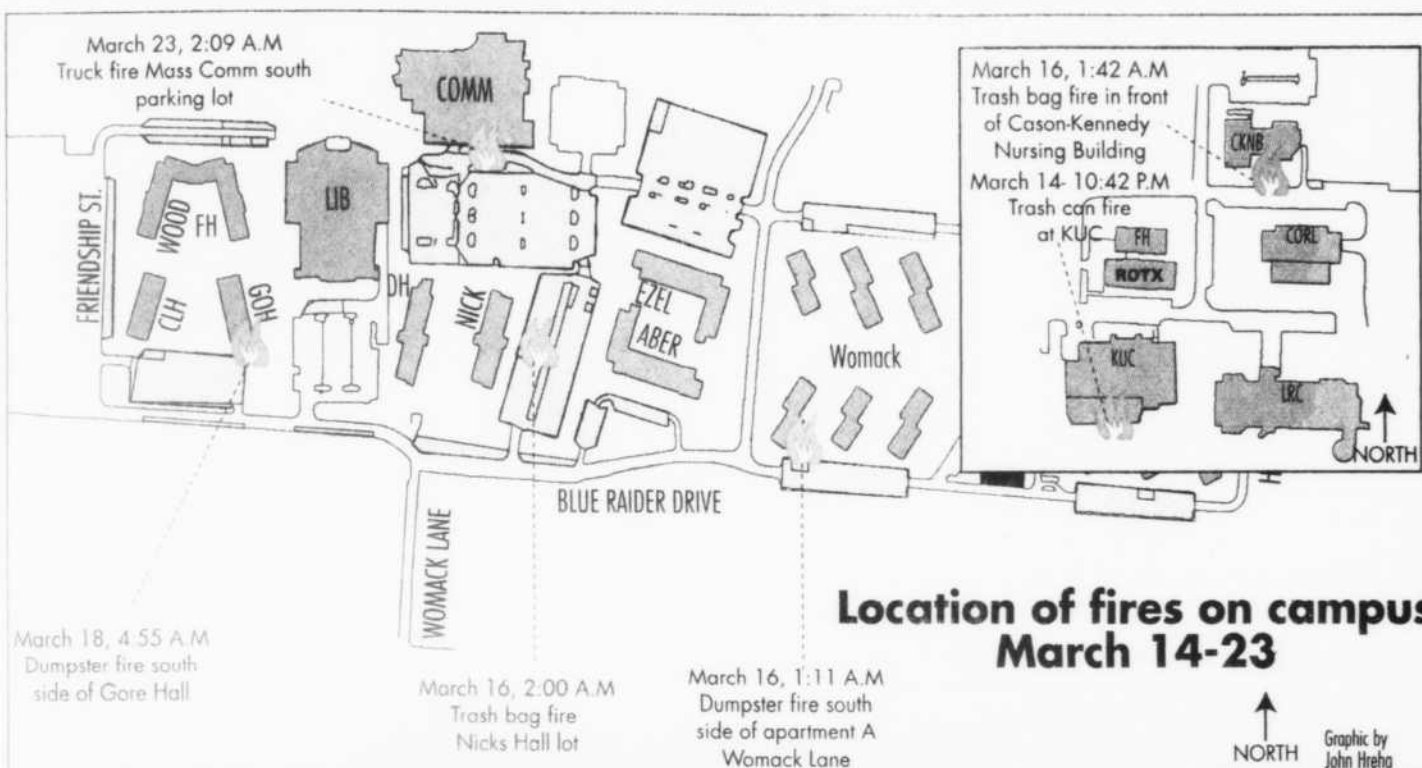 March 23, 2:09 A.M
Truck fire Mass Comm south
parking lot
COMM
March 16, 1:42 A.M
Trash bag fire in front
of Cason-Kennedy
Nursing Building
March 14- 10:42 P.M
Trash can fire
at KUC
CKNB
FH
ROTX
CORL
KUC
LRC
NORTH
FRIENDSHIP ST.
WOOD
FH
LIB
CLH
GOH
DH
NICK
EZEL
ABER
Womack
BLUE RAIDER DRIVE
WOMACK LANE
Location of fires on campus
March 14-23
March 18, 4:55 A.M
Dumpster fire south
side of Gore Hall
March 16, 2:00 A.M
Trash bag fire
Nicks Hall lot
March 16, 1:11 A.M
Dumpster fire south
side of apartment A
Womack Lane
NORTH
Graphic by
John Hreha